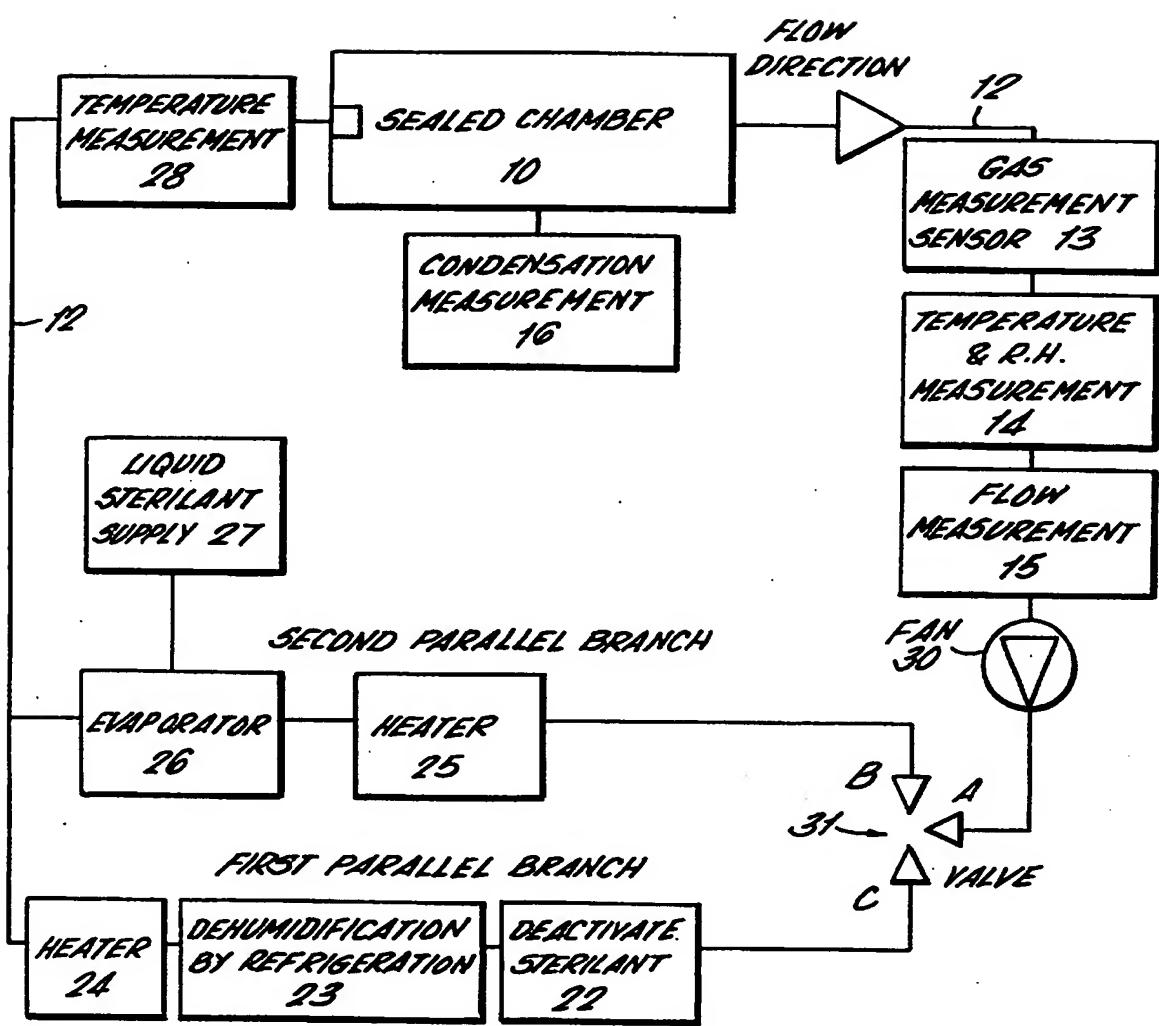 FLOW
DIRECTION
12
TEMPERATURE
MEASUREMENT
28
SEALED CHAMBER
10
GAS
MEASUREMENT
SENSOR 13
CONDENSATION
MEASUREMENT
16
12
TEMPERATURE
& R.H.
MEASUREMENT
14
LIQUID
STERILANT
SUPPLY 27
FLOW
MEASUREMENT
15
FAN
30
SECOND PARALLEL BRANCH
EVAPORATOR
26
HEATER
25
B
A
31
VALVE
C
FIRST PARALLEL BRANCH
HEATER
24
DEHUMIDIFICATION
BY REFRIGERATION
23
DEACTIVATE.
STERILANT
22